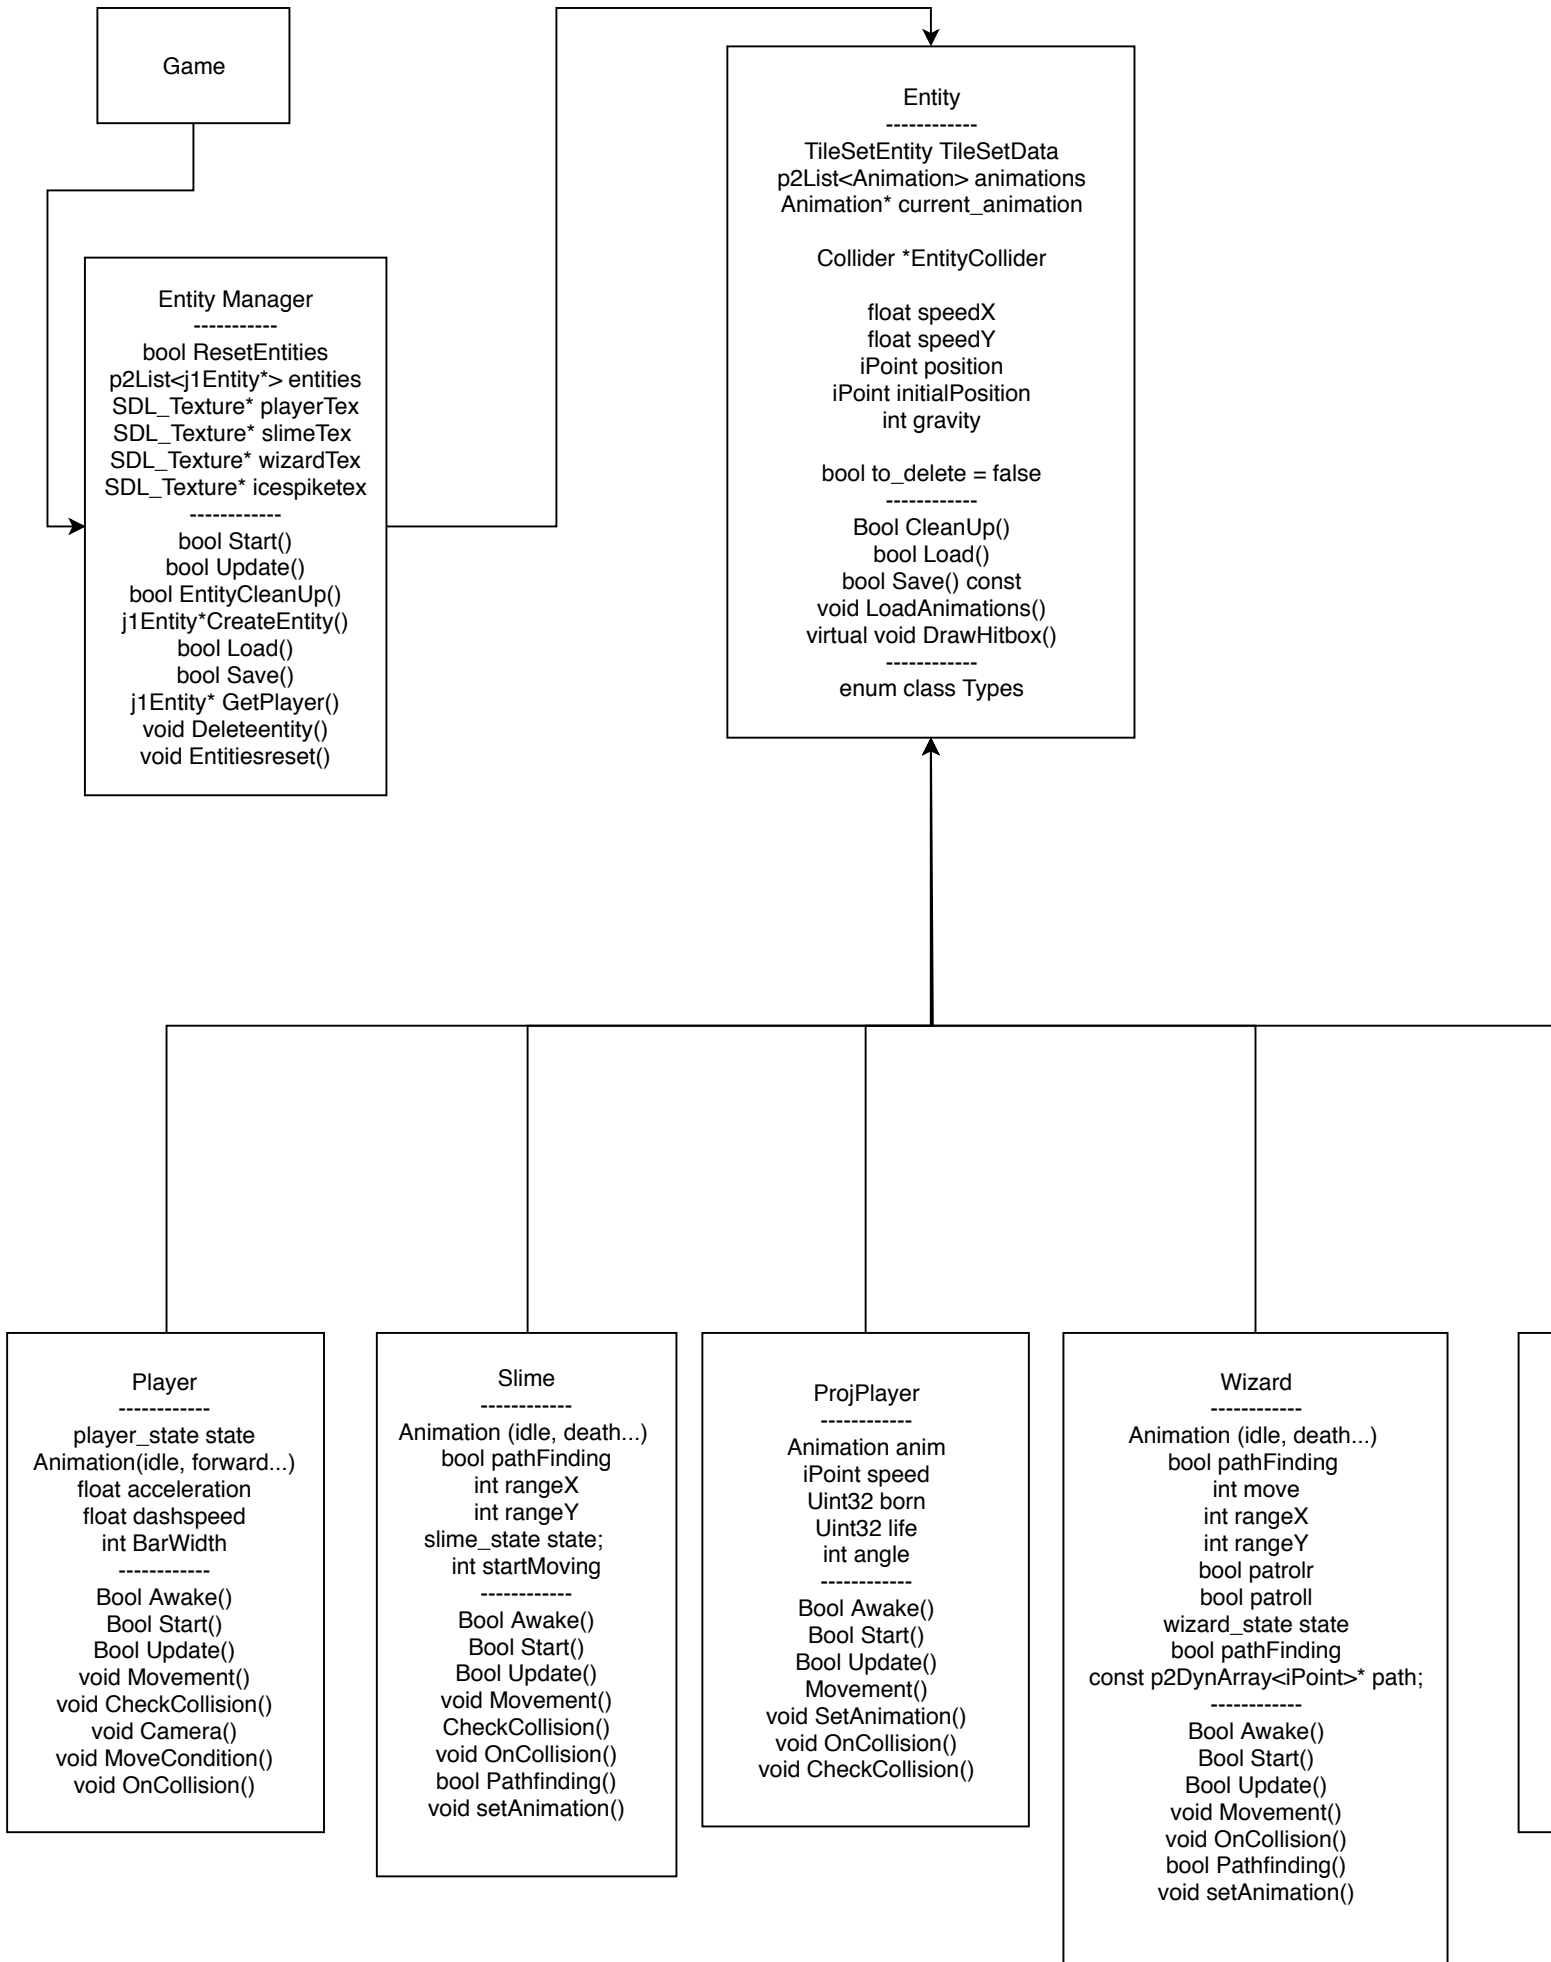 Game
Entity Manager
-----------
bool ResetEntities
p2List<j1Entity*> entities
SDL_Texture* playerTex
SDL_Texture* slimeTex
SDL_Texture* wizardTex
SDL_Texture* icespiketex
------------
bool Start()
bool Update()
bool EntityCleanUp()
j1Entity*CreateEntity()
bool Load()
bool Save()
j1Entity* GetPlayer()
void Deleteentity()
void Entitiesreset()
Entity
------------
TileSetEntity TileSetData
p2List<Animation> animations
Animation* current_animation
Collider *EntityCollider
float speedX
float speedY
iPoint position
iPoint initialPosition
int gravity
bool to_delete = false
------------
Bool CleanUp()
bool Load()
bool Save() const
void LoadAnimations()
virtual void DrawHitbox()
------------
enum class Types
Player
------------
player_state state
Animation(idle, forward...)
float acceleration
float dashspeed
int BarWidth
------------
Bool Awake()
Bool Start()
Bool Update()
void Movement()
void CheckCollision()
void Camera()
void MoveCondition()
void OnCollision()
Slime
------------
Animation (idle, death...)
bool pathFinding
int rangeX
int rangeY
slime_state state;
int startMoving
------------
Bool Awake()
Bool Start()
Bool Update()
void Movement()
CheckCollision()
void OnCollision()
bool Pathfinding()
void setAnimation()
ProjPlayer
------------
Animation anim
iPoint speed
Uint32 born
Uint32 life
int angle
------------
Bool Awake()
Bool Start()
Bool Update()
Movement()
void SetAnimation()
void OnCollision()
void CheckCollision()
Wizard
------------
Animation (idle, death...)
bool pathFinding
int move
int rangeX
int rangeY
bool patrolr
bool patroll
wizard_state state
bool pathFinding
const p2DynArray<iPoint>* path;
------------
Bool Awake()
Bool Start()
Bool Update()
void Movement()
void OnCollision()
bool Pathfinding()
void setAnimation()